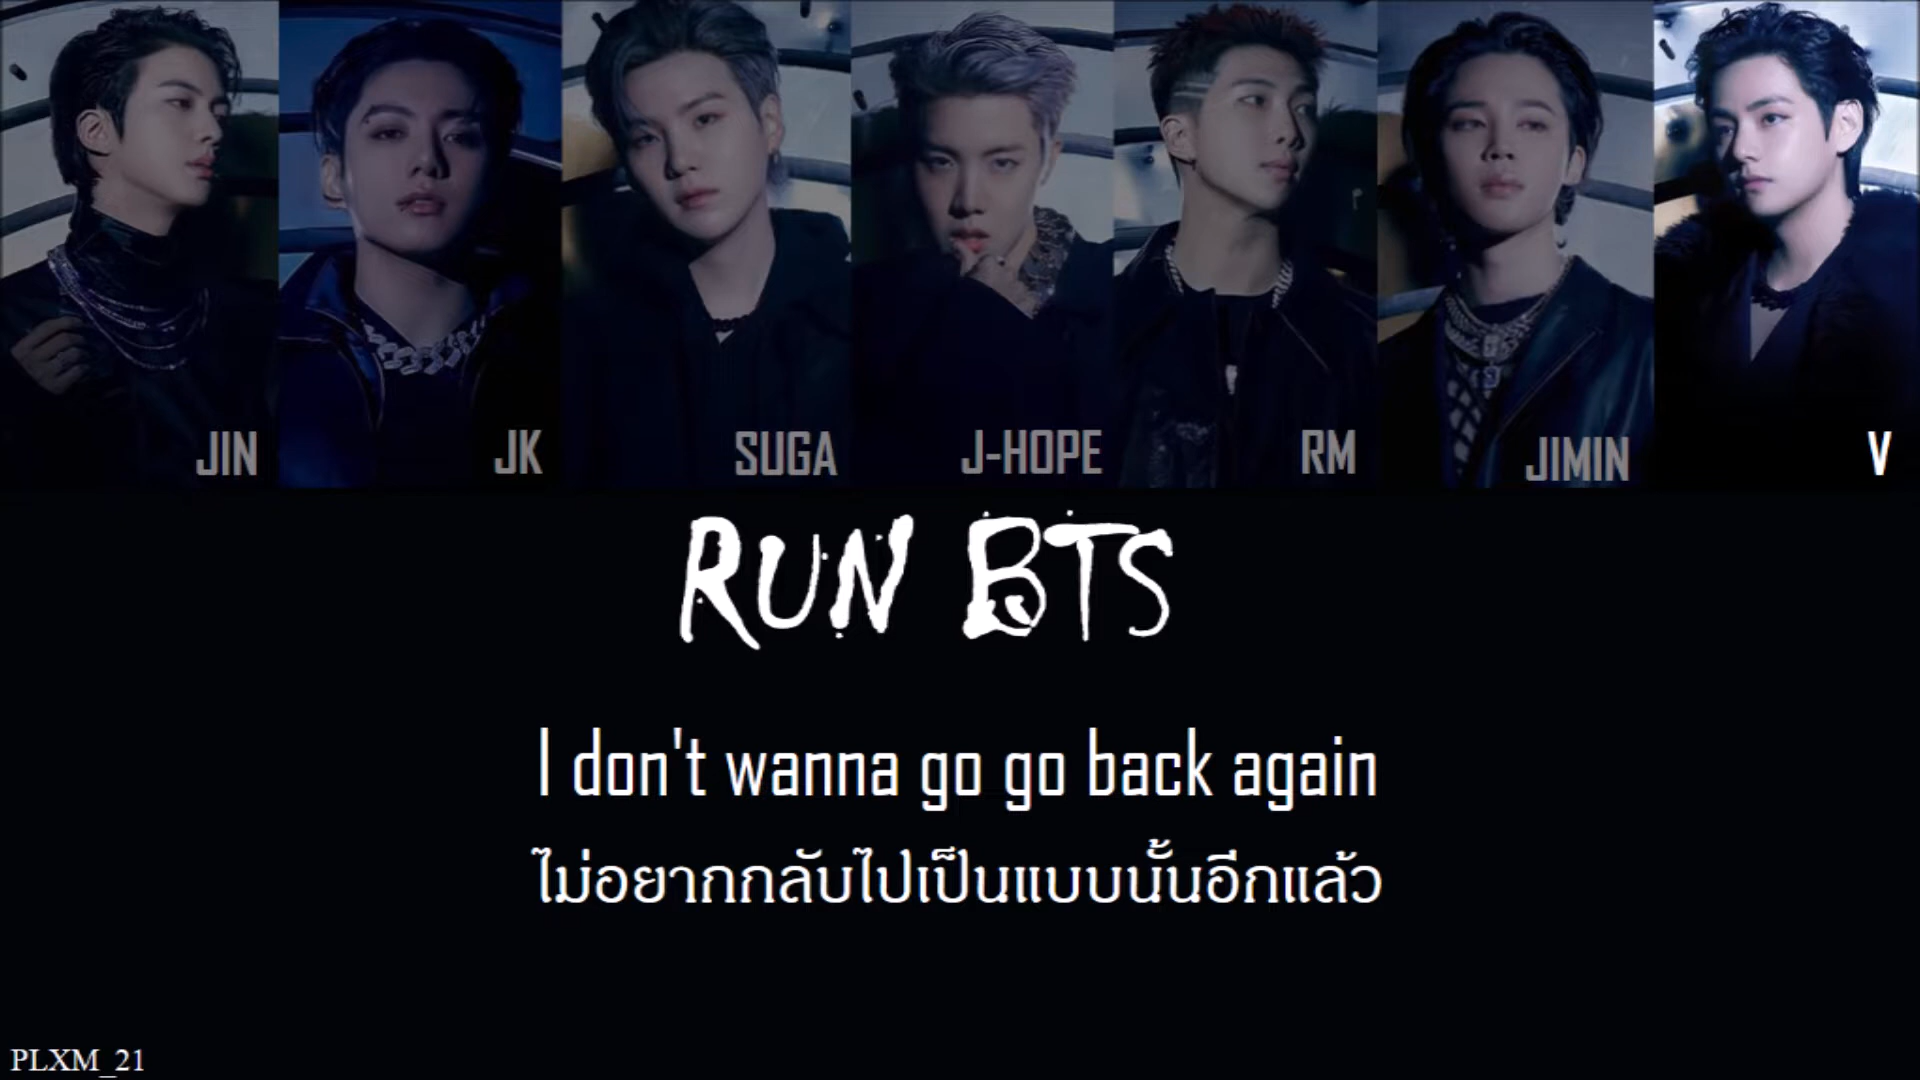 JIN
JK
SUGA
J-HOPE
RM
JIMIN
V
RUN BTS
I don't wanna go go back again
ไม่อยากกลับไปเป็นแบบนั้นอีกแล้ว
PLXM_21